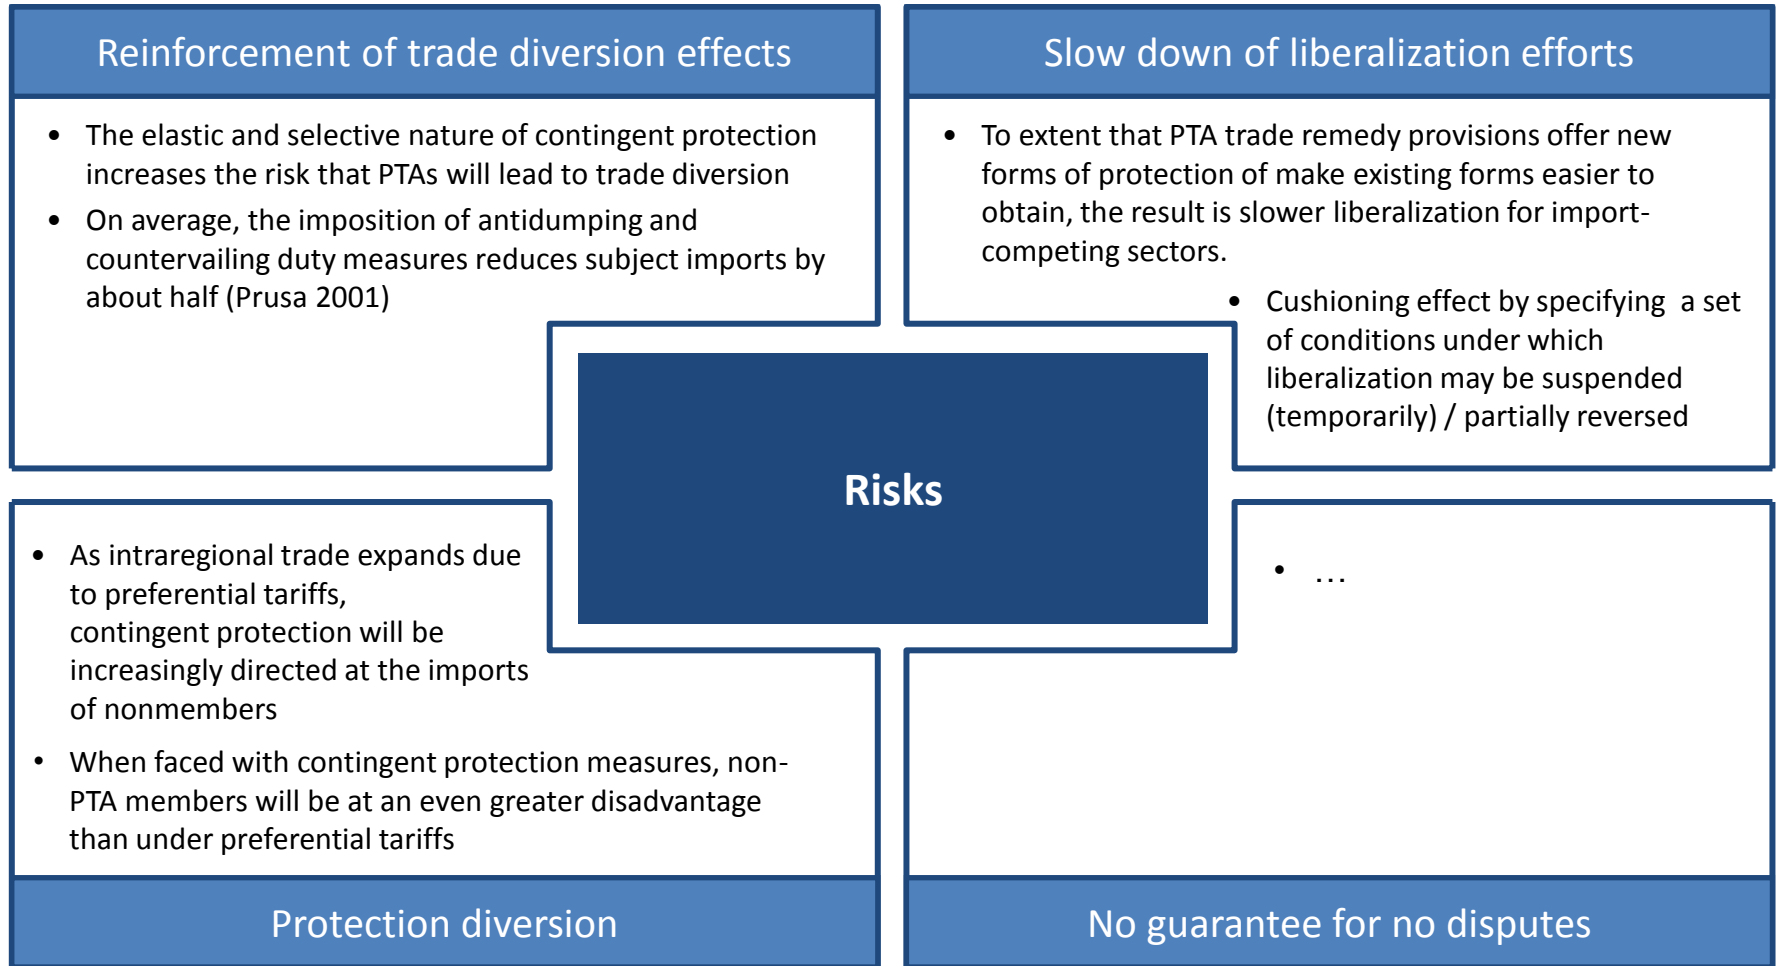 Reinforcement of trade diversion effects
• The elastic and selective nature of contingent protection
increases the risk that PTAs will lead to trade diversion
• On average, the imposition of antidumping and
countervailing duty measures reduces subject imports by
about half (Prusa 2001)
Slow down of liberalization efforts
• To extent that PTA trade remedy provisions offer new
forms of protection of make existing forms easier to
obtain, the result is slower liberalization for import-
competing sectors.
• Cushioning effect by specifying a set
of conditions under which
liberalization may be suspended
(temporarily) / partially reversed
Risks
• As intraregional trade expands due
to preferential tariffs,
contingent protection will be
increasingly directed at the imports
of nonmembers
• When faced with contingent protection measures, non-
PTA members will be at an even greater disadvantage
than under preferential tariffs
Protection diversion
• …
No guarantee for no disputes